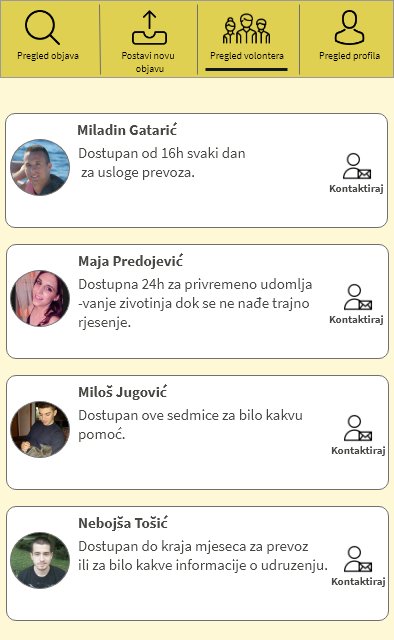 Pregled objava
Postavi novu
objavu
Pregled volontera
Pregled profila
Miladin Gatarić
Dostupan od 16h svaki dan
za usloge prevoza.
Kontaktiraj
Maja Predojević
Dostupna 24h za privremeno udomlja
-vanje zivotinja dok se ne nađe trajno
rjesenje.
Kontaktiraj
Miloš Jugović
Dostupan ove sedmice za bilo kakvu
pomoć.
Kontaktiraj
Nebojša Tošić
Dostupan do kraja mjeseca za prevoz
ili za bilo kakve informacije o udruzenju.
Kontaktiraj